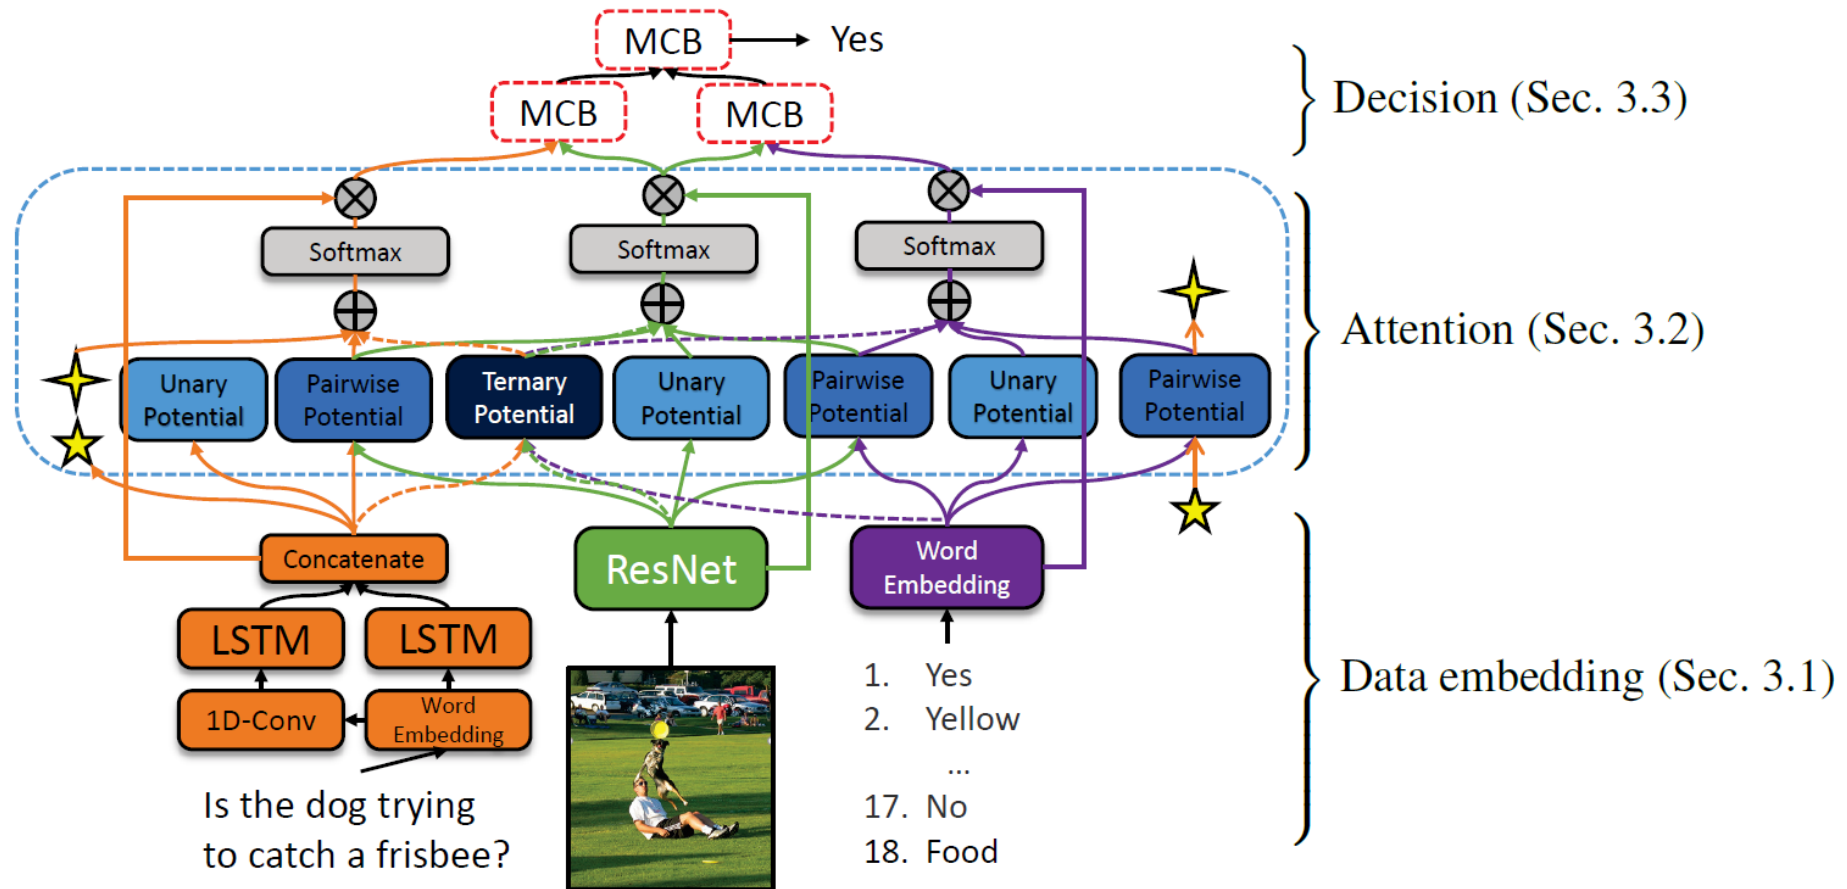 MCB
Yes
MCB
MCB
Decision (Sec. 3.3)
Softmax
Softmax
Softmax
Attention (Sec. 3.2)
Unary
Potential
Pairwise
Potential
Ternary
Potential
Unary
Potential
Pairwise
Potential
Unary
Potential
Pairwise
Potential
Concatenate
ResNet
Word
Embedding
LSTM
LSTM
1D-Conv
Word
Embedding
Is the dog trying
to catch a frisbee?
1. Yes
2. Yellow
...
17. No
18. Food
Data embedding (Sec. 3.1)